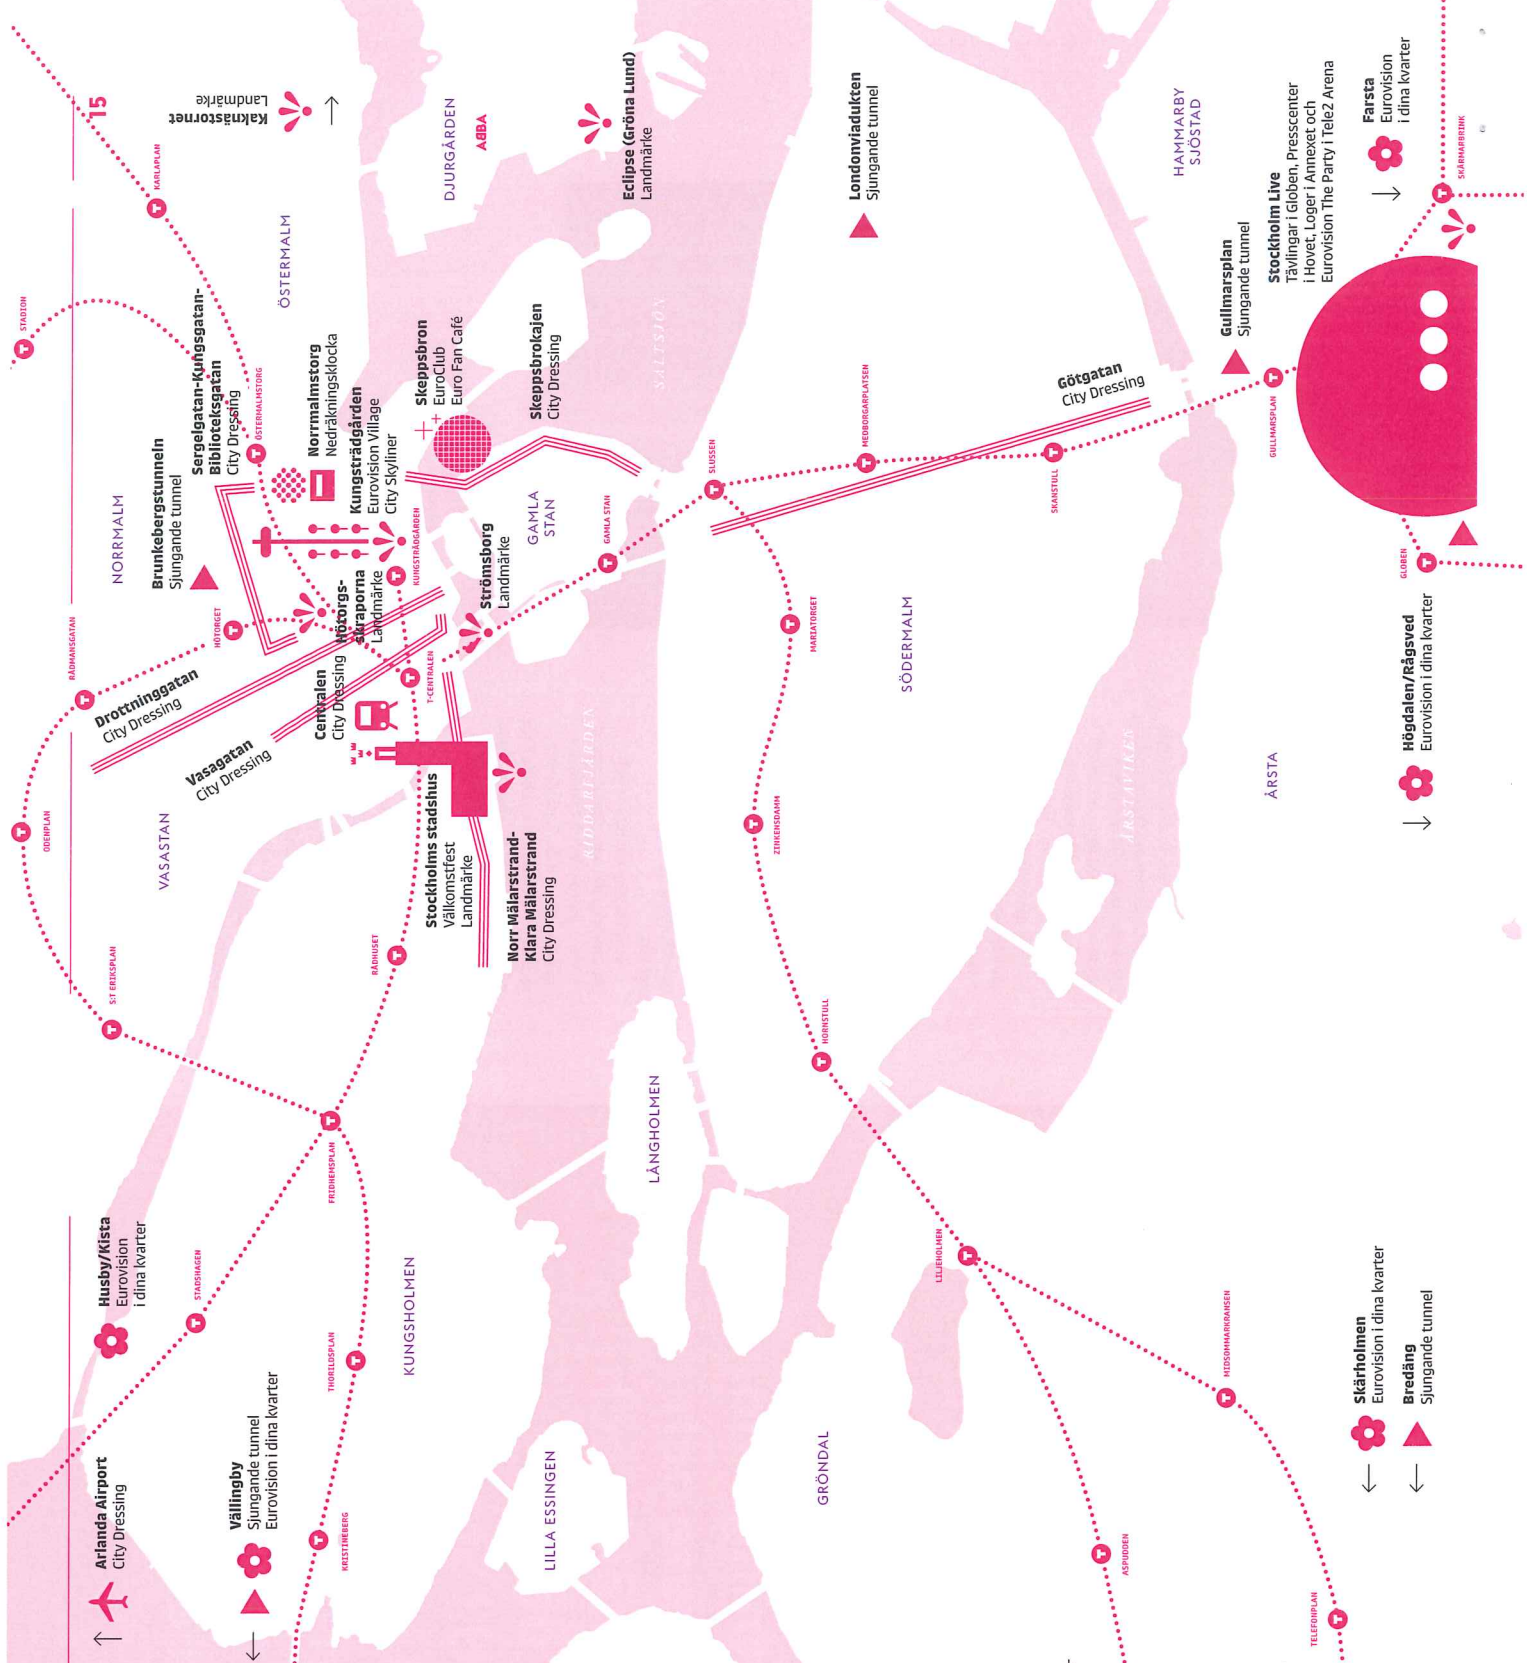 15
Kaknästornet
Landmärke
KARLAPLAN
STADION
ÖSTERMALM
DJURGÅRDEN
ABBA
Eclipse (Gröna Lund)
Landmärke
Londonviadukten
Sjungande tunnel
HAMMARBY
SJÖSTAD
Farsta
Eurovision
i dina kvarter
SKÄRMARBRINK
Stockholm Live
Tävlingar i Globen, Presscenter
i Hovet, Loger i Annexet och
Eurovision The Party i Tele2 Arena
Gullmarsplan
Sjungande tunnel
GULLMARSPLAN
GLOBEN
Sergelgatan-Kungsgatan-
Biblioteksgatan
City Dressing
ÖSTERMALMSTORG
Norrmalmstorg
Nedräkningsklocka
Kungsträdgården
Eurovision Village
City Skyliner
Skeppsbron
EuroClub
Euro Fan Café
Skeppsbrokajen
City Dressing
SALTSJÖN
Brunkebergstunneln
Sjungande tunnel
NORRMALM
HÖTORGET
RÅDMANSGATAN
Hötorgs-
skraporna
Landmärke
KUNGSTRÄDGÅRDEN
GAMLA
STAN
Strömsborg
Landmärke
GAMLA STAN
SLUSSEN
MEDBORGARPLATSEN
Götgatan
City Dressing
SKANSTULL
Drottninggatan
City Dressing
Vasagatan
City Dressing
Centralen
City Dressing
T-CENTRALEN
ODENPLAN
VASASTAN
Stockholms stadshus
Välkomstfest
Landmärke
Norr Mälarstrand-
Klara Mälarstrand
City Dressing
RIDDARFJÄRDEN
MARIATORGET
SÖDERMALM
ZINKENSDAMM
ÅRSTAVIKEN
ÅRSTA
Högdalen/Rågsved
Eurovision i dina kvarter
S:T ERIKSPLAN
RÅDHUSET
HORNSTULL
FRIDHEMSPLAN
LÅNGHOLMEN
Husby/Kista
Eurovision
i dina kvarter
STADSHAGEN
THORILDSPLAN
KUNGSHOLMEN
LILJEHOLMEN
MIDSOMMARKRANSEN
Skärholmen
Eurovision i dina kvarter
Bredäng
Sjungande tunnel
Arlanda Airport
City Dressing
Vällingby
Sjungande tunnel
Eurovision i dina kvarter
KRISTINEBERG
LILLA ESSINGEN
GRÖNDAL
ASPUDDEN
TELEFONPLAN